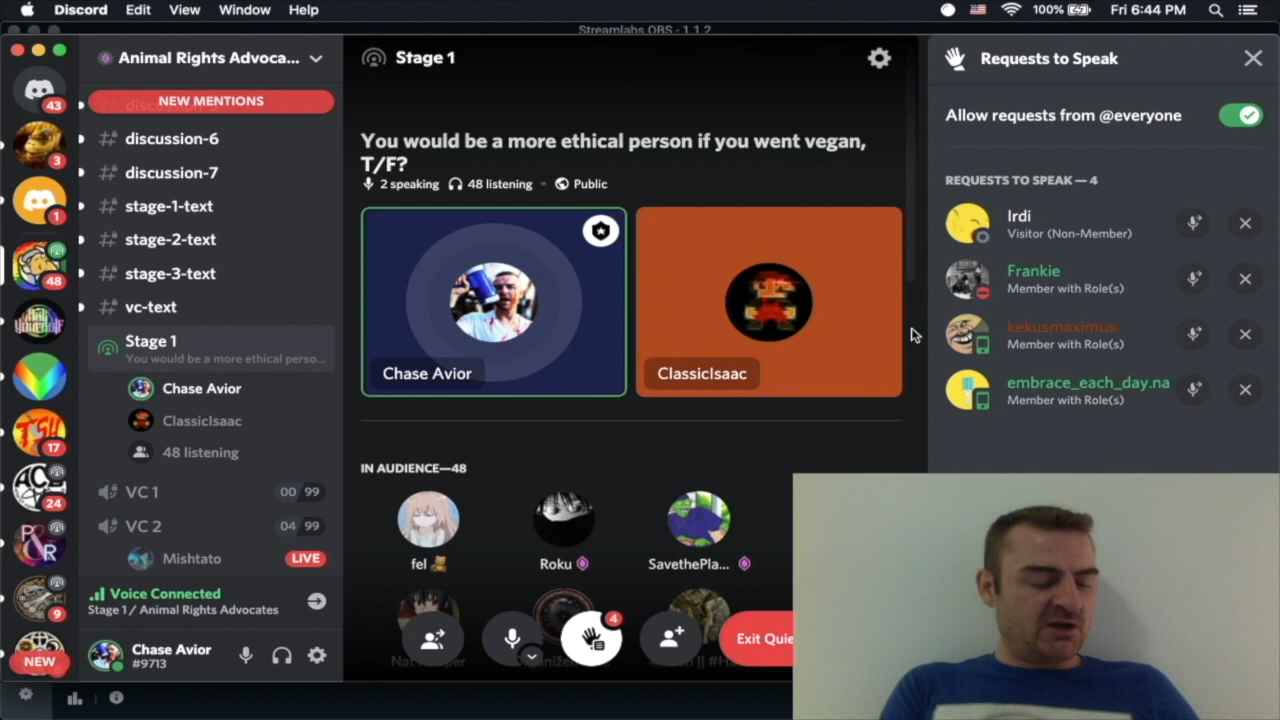 Discord Edit View Window Help
100% Fri 6:44 PM
Streamlabs OBS - 1.1.2
43
3
1
48
17
24
9
NEW
Animal Rights Advoca...
NEW MENTIONS
discussion-6
discussion-7
stage-1-text
stage-2-text
stage-3-text
vc-text
Stage 1
You would be a more ethical perso...
Chase Avior
ClassicIsaac
48 listening
VC 1 00 99
VC 2 04 99
Mishtato LIVE
Voice Connected
Stage 1 / Animal Rights Advocates
Chase Avior
#9713
Stage 1
You would be a more ethical person if you went vegan,
T/F?
2 speaking 48 listening Public
Chase Avior
ClassicIsaac
IN AUDIENCE—48
fel
Roku
SavethePla...
4
Exit Quie
Requests to Speak
Allow requests from @everyone
REQUESTS TO SPEAK — 4
Irdi
Visitor (Non-Member)
Frankie
Member with Role(s)
kekusmaximus
Member with Role(s)
embrace_each_day.na
Member with Role(s)